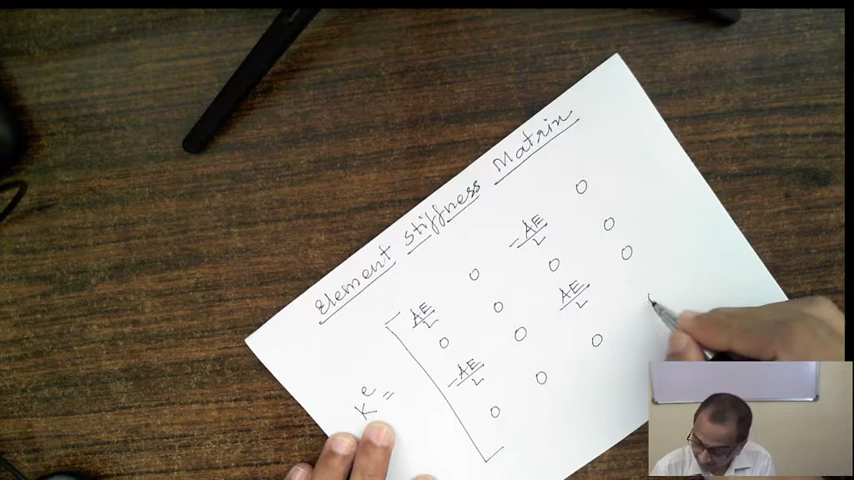 Element Stiffness Matrix
AE/L 0 -AE/L 0
0 0 0 0
K^e = -AE/L 0 AE/L 0
0 0 0